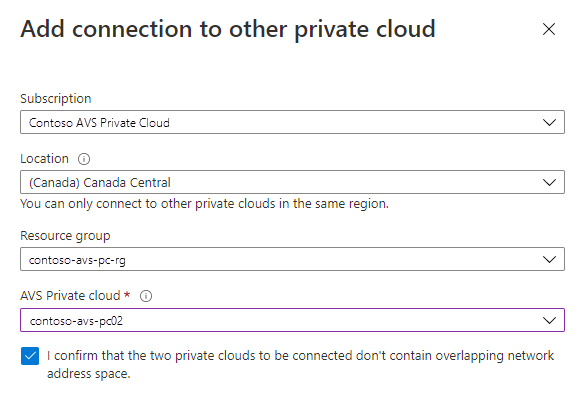 Add connection to other private cloud
Subscription
Contoso AVS Private Cloud
Location
(Canada) Canada Central
You can only connect to other private clouds in the same region.
Resource group
contoso-avs-pc-rg
AVS Private cloud *
contoso-avs-pc02
I confirm that the two private clouds to be connected don't contain overlapping network
address space.